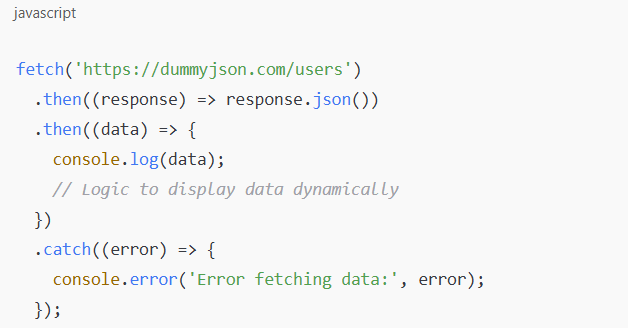 javascript
fetch('https://dummyjson.com/users')
  .then((response) => response.json())
  .then((data) => {
    console.log(data);
    // Logic to display data dynamically
  })
  .catch((error) => {
    console.error('Error fetching data:', error);
  });